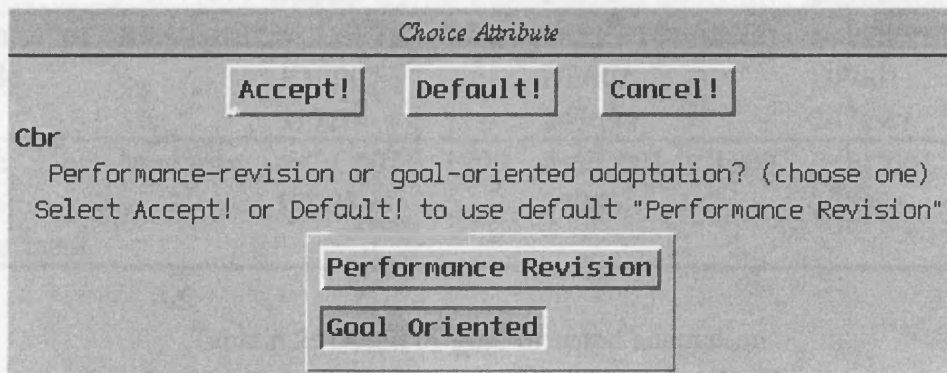 Choice Attribute
Accept! Default! Cancel!
Cbr
Performance-revision or goal-oriented adaptation? (choose one)
Select Accept! or Default! to use default "Performance Revision"
Performance Revision
Goal Oriented